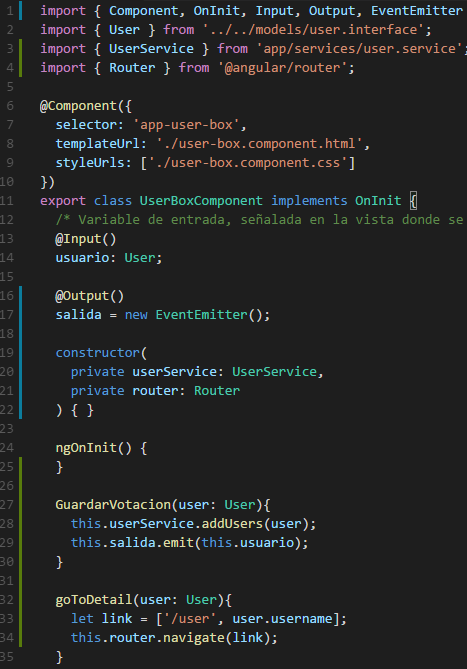 1 import { Component, OnInit, Input, Output, EventEmitter
2 import { User } from '../../models/user.interface';
3 import { UserService } from 'app/services/user.service';
4 import { Router } from '@angular/router';
5
6 @Component({
7   selector: 'app-user-box',
8   templateUrl: './user-box.component.html',
9   styleUrls: ['./user-box.component.css']
10 })
11 export class UserBoxComponent implements OnInit {
12   /* Variable de entrada, señalada en la vista donde se
13   @Input()
14   usuario: User;
15
16   @Output()
17   salida = new EventEmitter();
18
19   constructor(
20     private userService: UserService,
21     private router: Router
22   ) { }
23
24   ngOnInit() {
25   }
26
27   GuardarVotacion(user: User){
28     this.userService.addUsers(user);
29     this.salida.emit(this.usuario);
30   }
31
32   goToDetail(user: User){
33     let link = ['/user', user.username];
34     this.router.navigate(link);
35   }